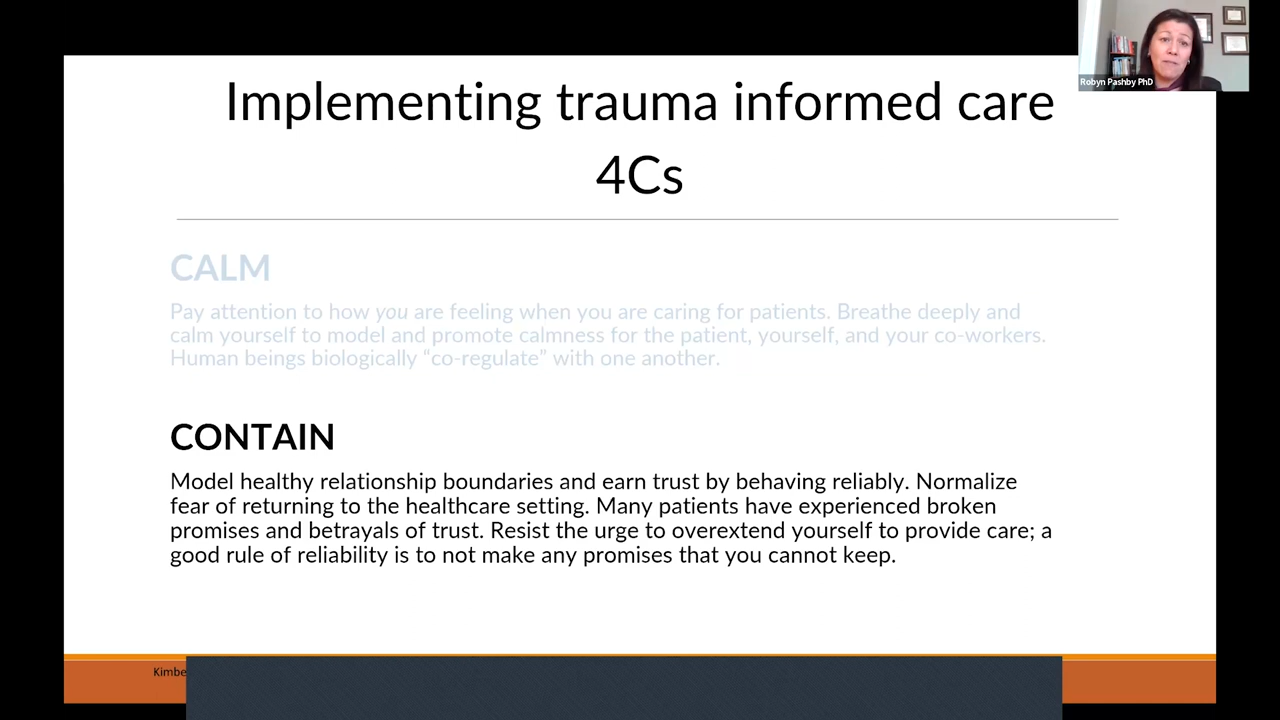 Robyn Pashby PhD
Implementing trauma informed care
4Cs
CALM
Pay attention to how you are feeling when you are caring for patients. Breathe deeply and
calm yourself to model and promote calmness for the patient, yourself, and your co-workers.
Human beings biologically “co-regulate” with one another.
CONTAIN
Model healthy relationship boundaries and earn trust by behaving reliably. Normalize
fear of returning to the healthcare setting. Many patients have experienced broken
promises and betrayals of trust. Resist the urge to overextend yourself to provide care; a
good rule of reliability is to not make any promises that you cannot keep.
Kimbe